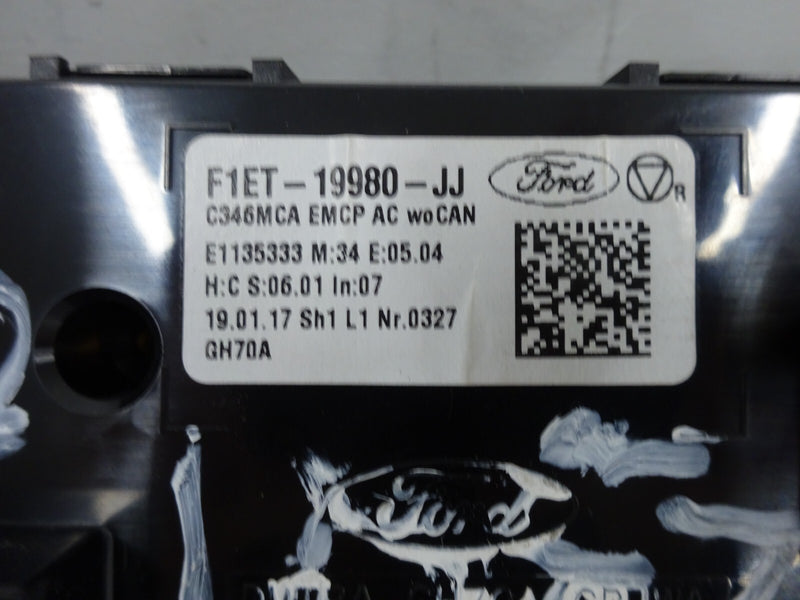 F1ET-19980-JJ
Ford
R
C346MCA EMCP AC woCAN
E1135333 M:34 E:05.04
H:C S:06.01 In:07
19.01.17 Sh1 L1 Nr.0327
GH70A
Ford